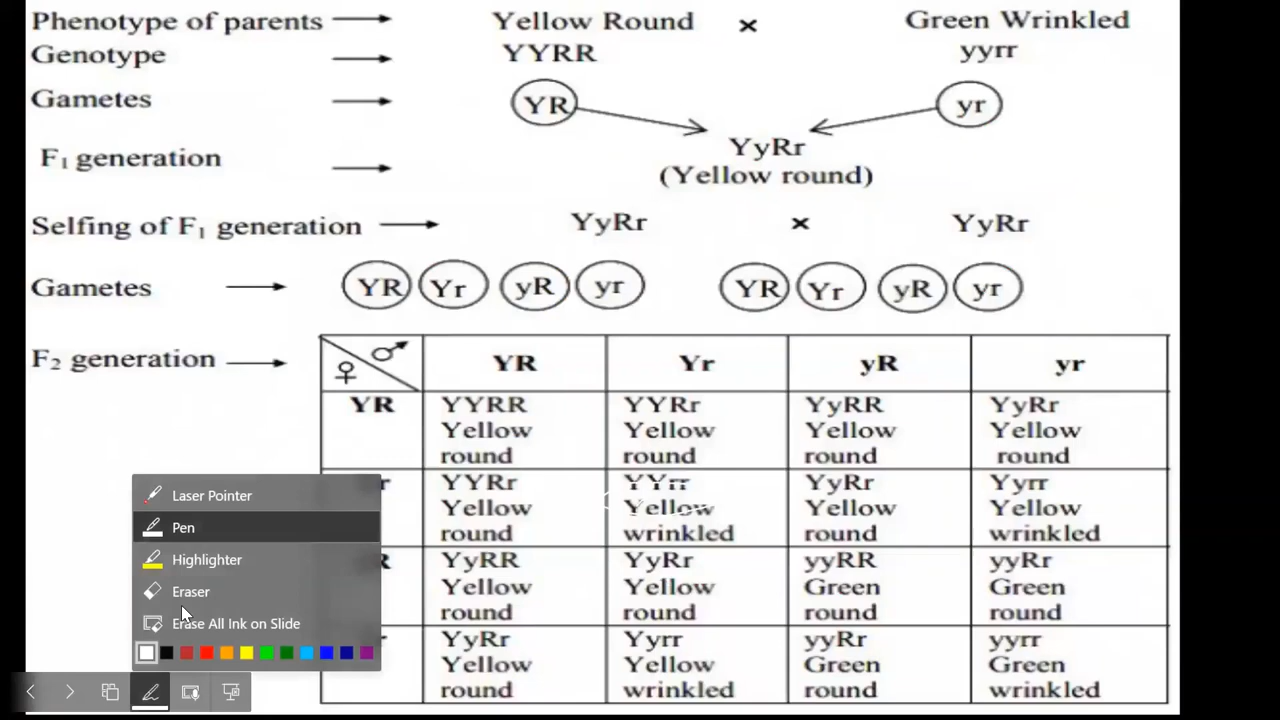 Phenotype of parents Yellow Round × Green Wrinkled
Genotype YYRR yyrr
Gametes YR yr
F₁ generation YyRr
(Yellow round)
Selfing of F₁ generation YyRr × YyRr
Gametes YR Yr yR yr YR Yr yR yr
F₂ generation ♂ ♀ YR Yr yR yr
YR YYRR YYRr YyRR YyRr
Yellow Yellow Yellow Yellow
round round round round
r YYRr YYrr YyRr Yyrr
Yellow Yellow Yellow Yellow
round wrinkled round wrinkled
R YyRR YyRr yyRR yyRr
Yellow Yellow Green Green
round round round round
r YyRr Yyrr yyRr yyrr
Yellow Yellow Green Green
round wrinkled round wrinkled
Laser Pointer
Pen
Highlighter
Eraser
Erase All Ink on Slide